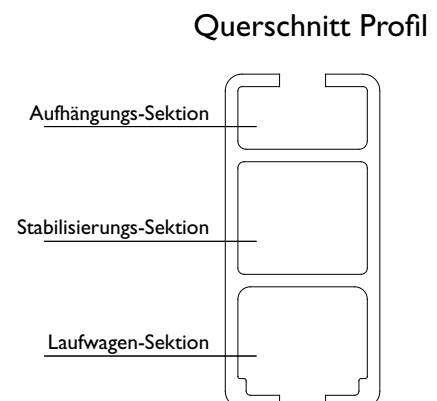 Querschnitt Profil
Aufhängungs-Sektion
Stabilisierungs-Sektion
Laufwagen-Sektion